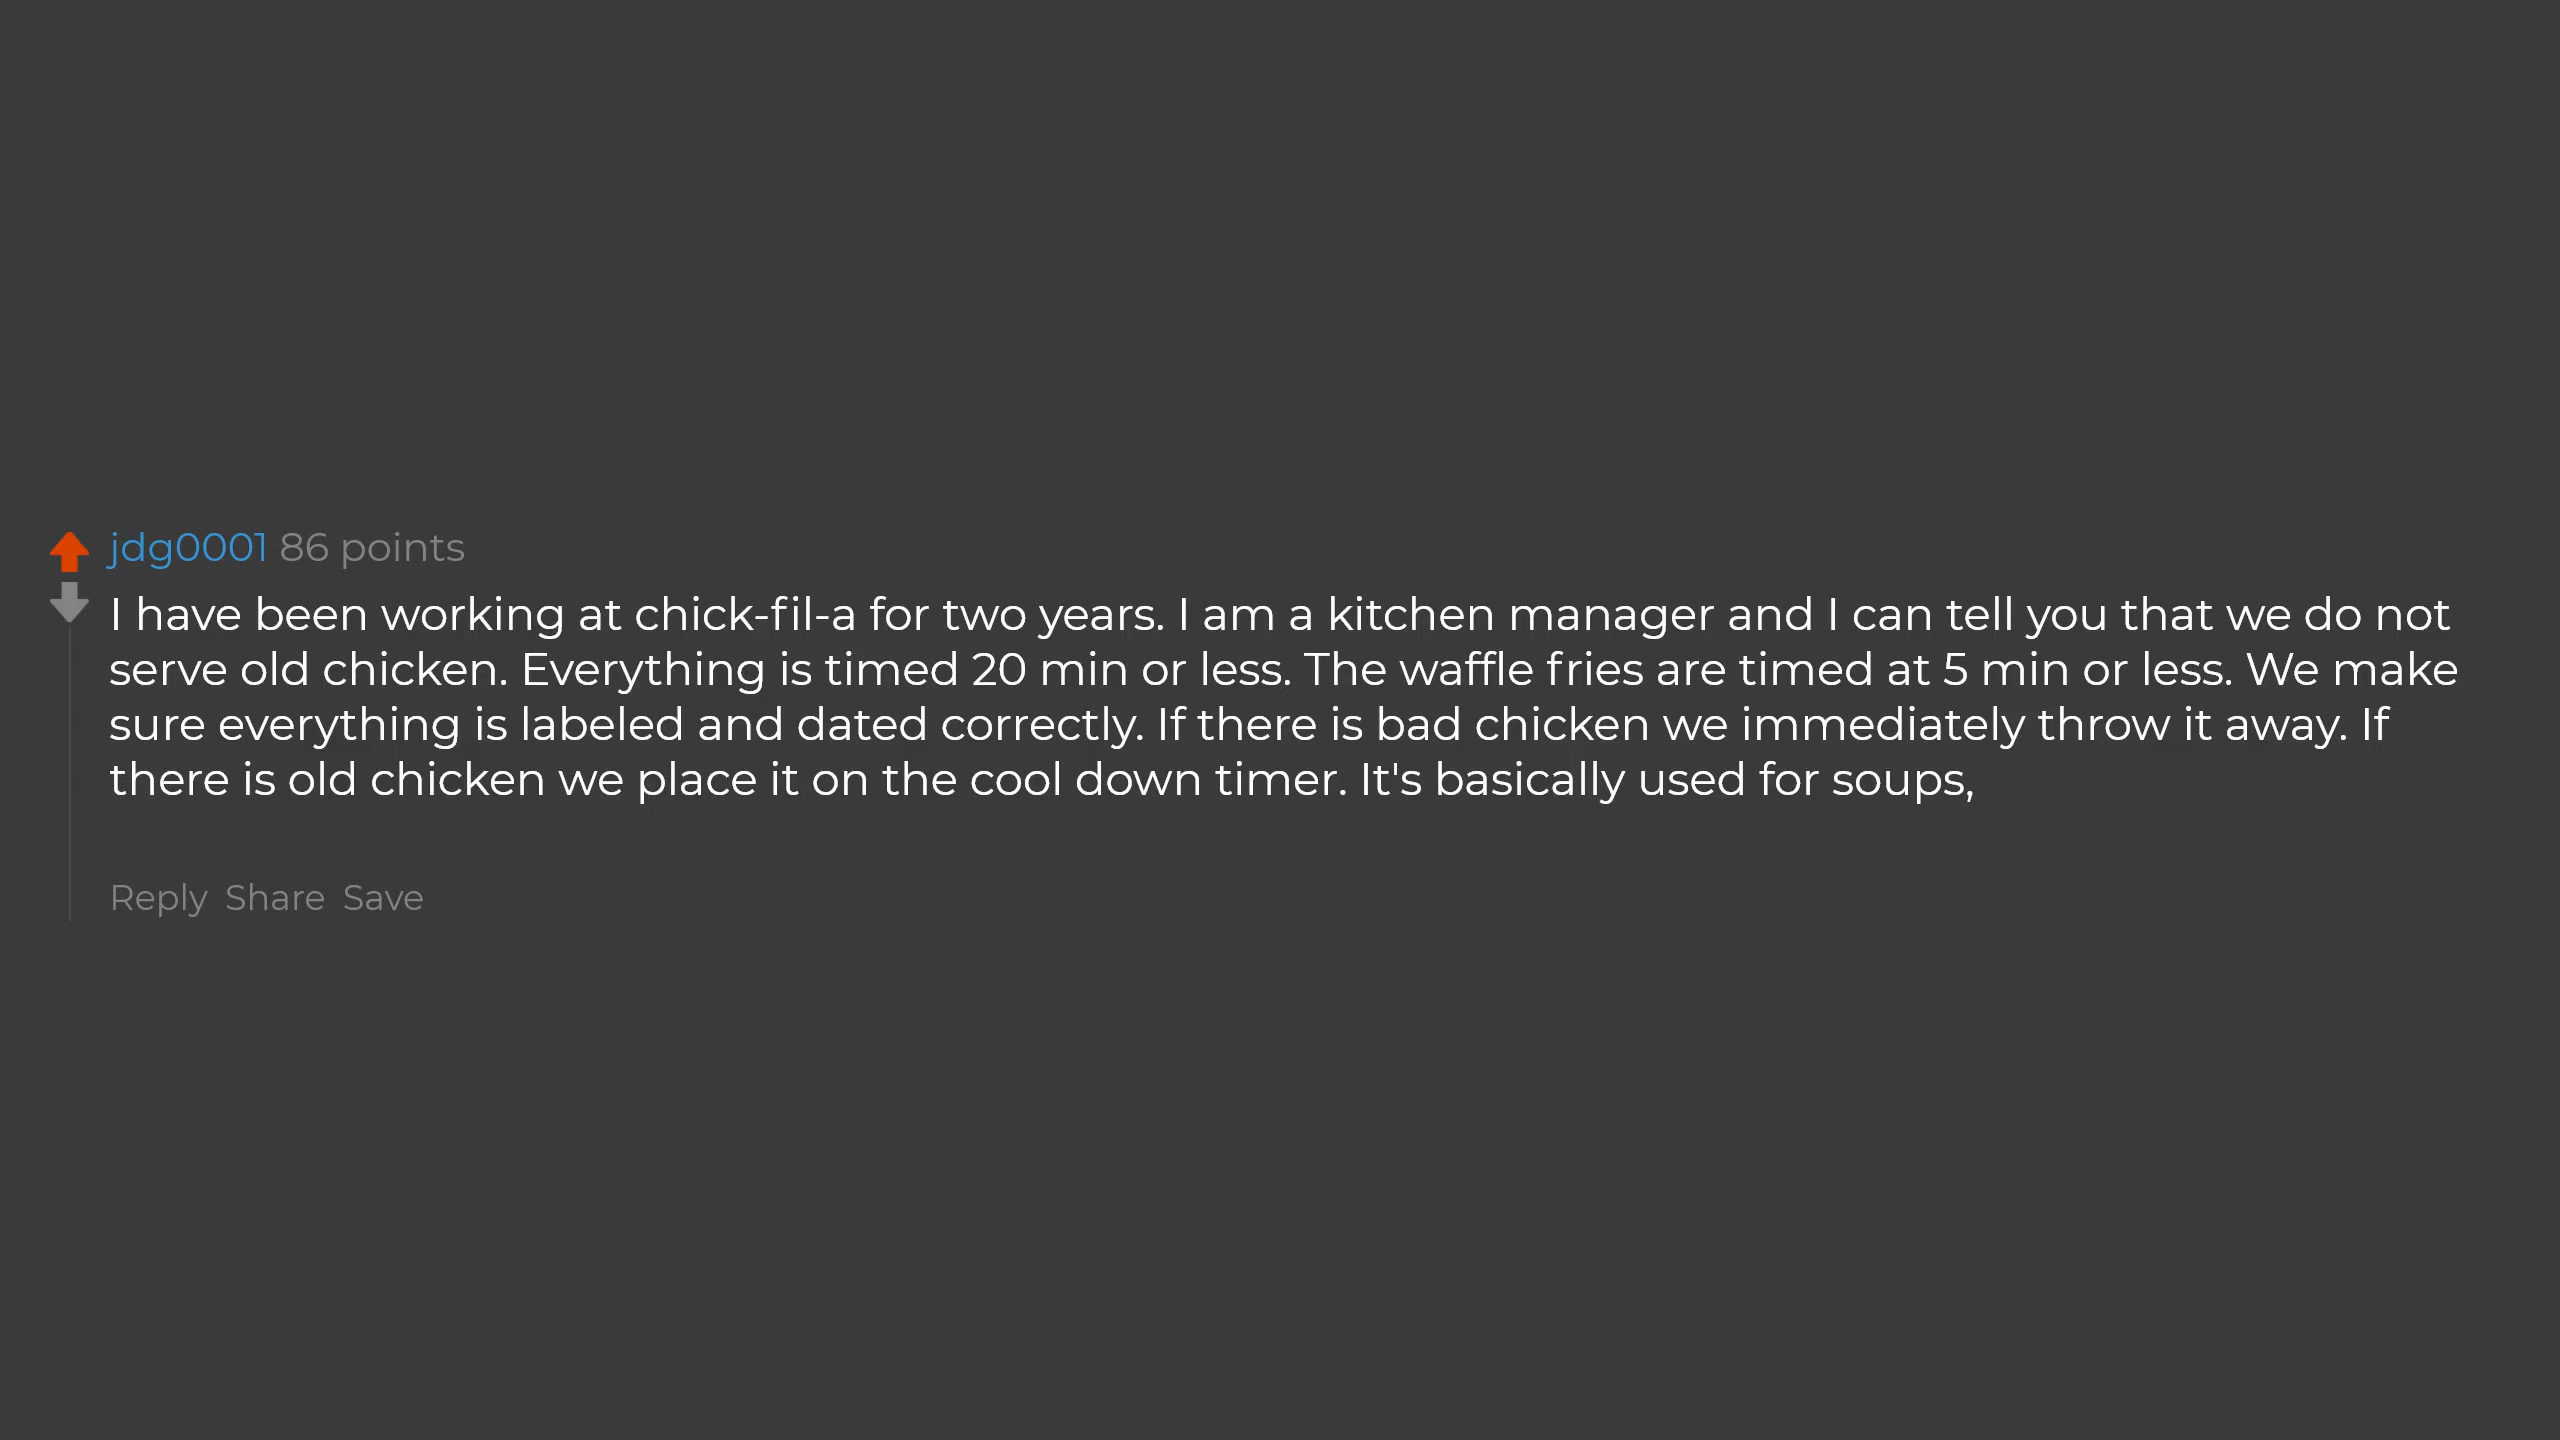 jdg0001 86 points
I have been working at chick-fil-a for two years. I am a kitchen manager and I can tell you that we do not
serve old chicken. Everything is timed 20 min or less. The waffle fries are timed at 5 min or less. We make
sure everything is labeled and dated correctly. If there is bad chicken we immediately throw it away. If
there is old chicken we place it on the cool down timer. It's basically used for soups,
Reply Share Save